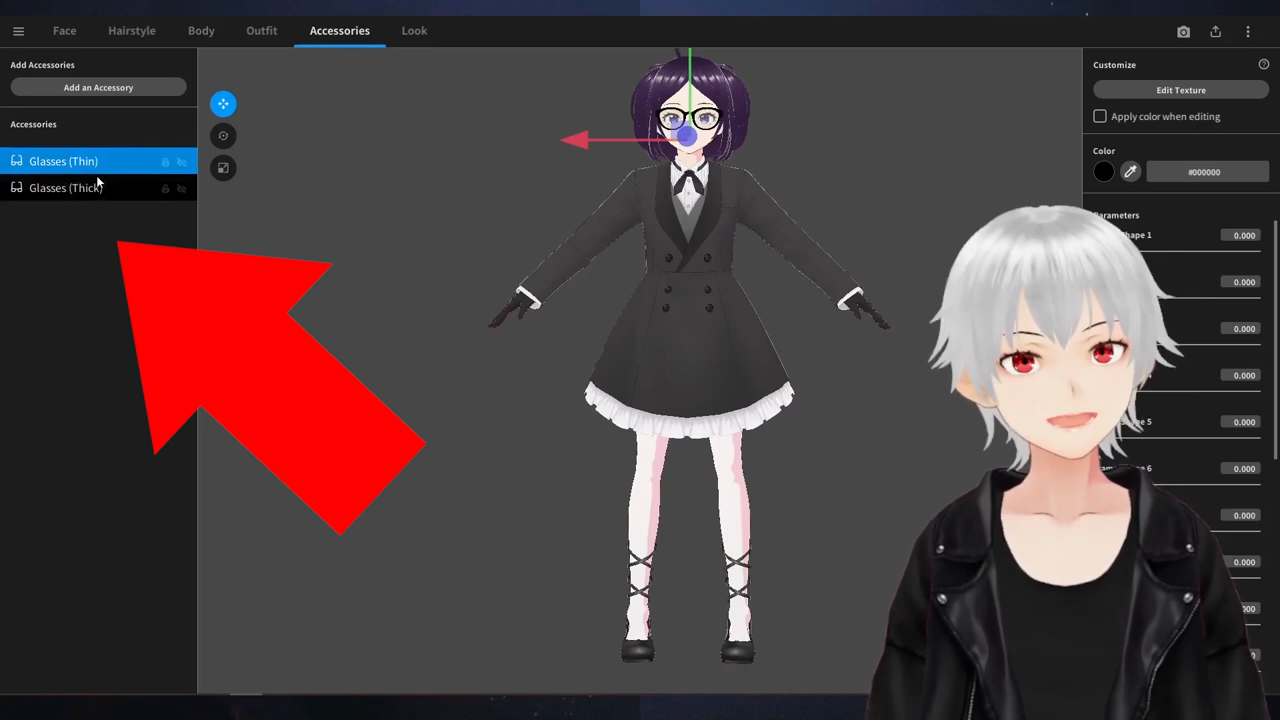 Face Hairstyle Body Outfit Accessories Look
Add Accessories
Add an Accessory
Accessories
Glasses (Thin)
Glasses (Thick)
Customize
Edit Texture
Apply color when editing
Color
#000000
Parameters
0.000
0.000
0.000
0.000
5 0.000
6 0.000
0.000
0.000